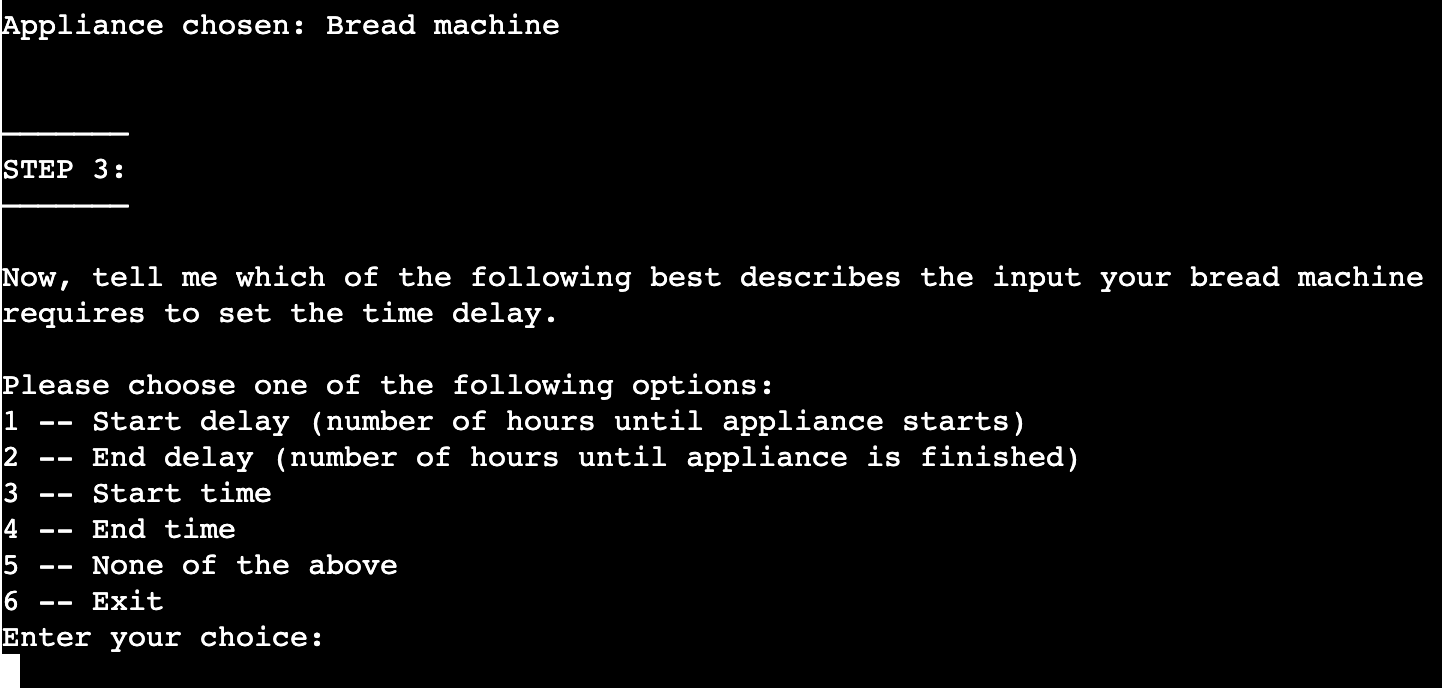 Appliance chosen: Bread machine
STEP 3:
Now, tell me which of the following best describes the input your bread machine
requires to set the time delay.
Please choose one of the following options:
1 -- Start delay (number of hours until appliance starts)
2 -- End delay (number of hours until appliance is finished)
3 -- Start time
4 -- End time
5 -- None of the above
6 -- Exit
Enter your choice: